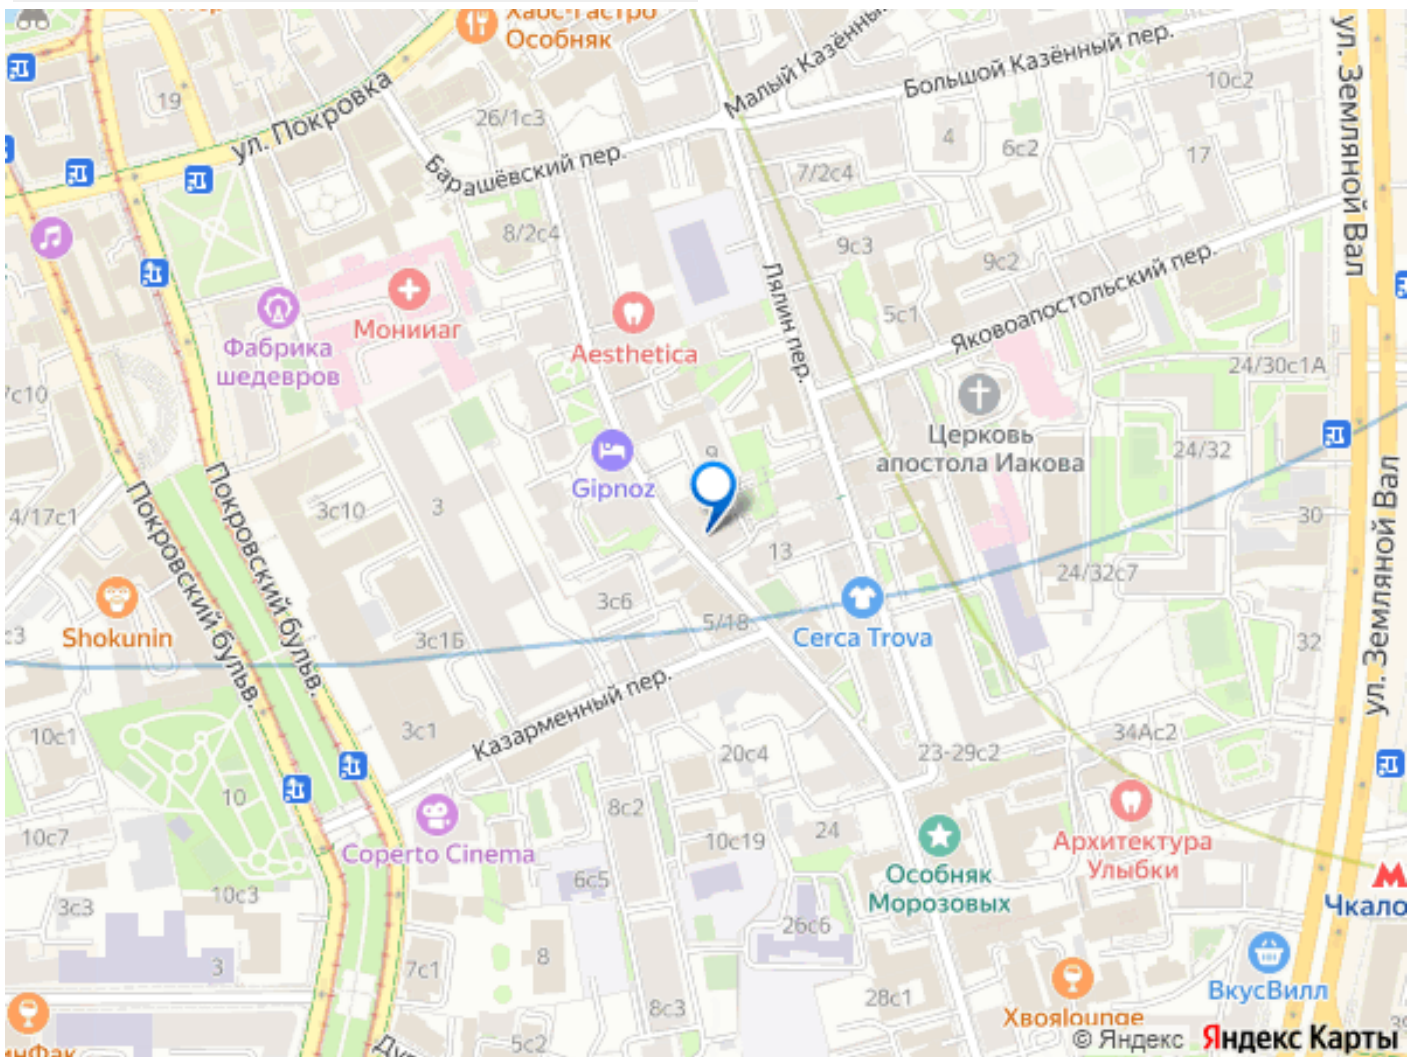 Хаос-Гастро
Особняк
ул. Покровка
19
26/1с3
Барашёвский пер.
Малый Казённый
Большой Казённый пер.
10с2
4
6с2
17
7/2с4
ул. Земляной Вал
8/2с4
9с3
9с2
Лялин пер.
Яковоапостольский пер.
5с1
Мониииаг
Фабрика
шедевров
Aesthetica
24/30с1А
7с10
Церковь
апостола Иакова
24/32
9
Gipnoz
3с10
3
4/17с1
Покровский бульв.
Покровский бульв.
30
13
24/32с7
ул. Земляной Вал
Shokunin
3с6
5/18
Cerca Trova
3с1Б
32
Казарменный пер.
3с1
10с1
20с4
23-29с2
34Ас2
10
8с2
10с7
Coperto Cinema
10с19
24
Архитектура
Улыбки
Особняк
Морозовых
Чкало
6с5
10с3
3с3
26с6
3
7с1
8
ВкусВилл
28с1
8с3
Хвояlounge
5с2
© Яндекс Яндекс Карты